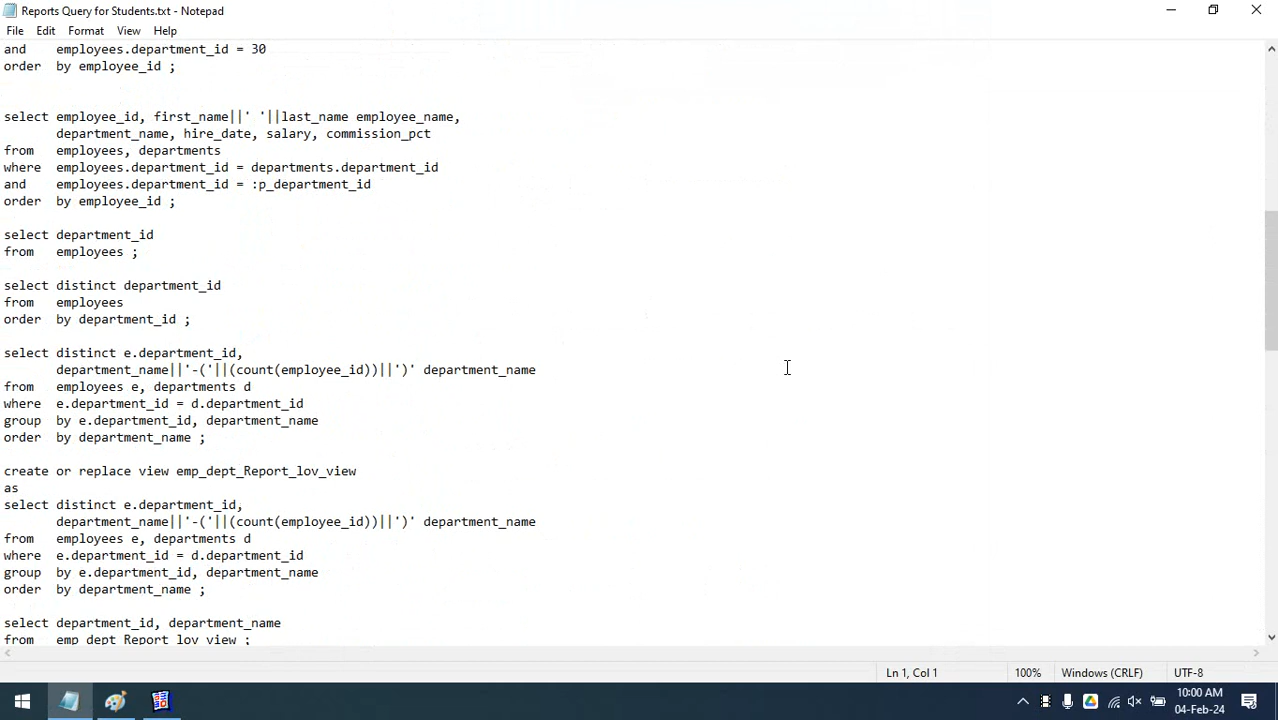 Reports Query for Students.txt - Notepad
File Edit Format View Help
and employees.department_id = 30
order by employee_id ;
select employee_id, first_name||' '||last_name employee_name,
department_name, hire_date, salary, commission_pct
from employees, departments
where employees.department_id = departments.department_id
and employees.department_id = :p_department_id
order by employee_id ;
select department_id
from employees ;
select distinct department_id
from employees
order by department_id ;
select distinct e.department_id,
department_name||'-('||(count(employee_id))||')' department_name
from employees e, departments d
where e.department_id = d.department_id
group by e.department_id, department_name
order by department_name ;
create or replace view emp_dept_Report_lov_view
as
select distinct e.department_id,
department_name||'-('||(count(employee_id))||')' department_name
from employees e, departments d
where e.department_id = d.department_id
group by e.department_id, department_name
order by department_name ;
select department_id, department_name
from emp_dept_Report_lov_view ;
Ln 1, Col 1 100% Windows (CRLF) UTF-8
10:00 AM
04-Feb-24